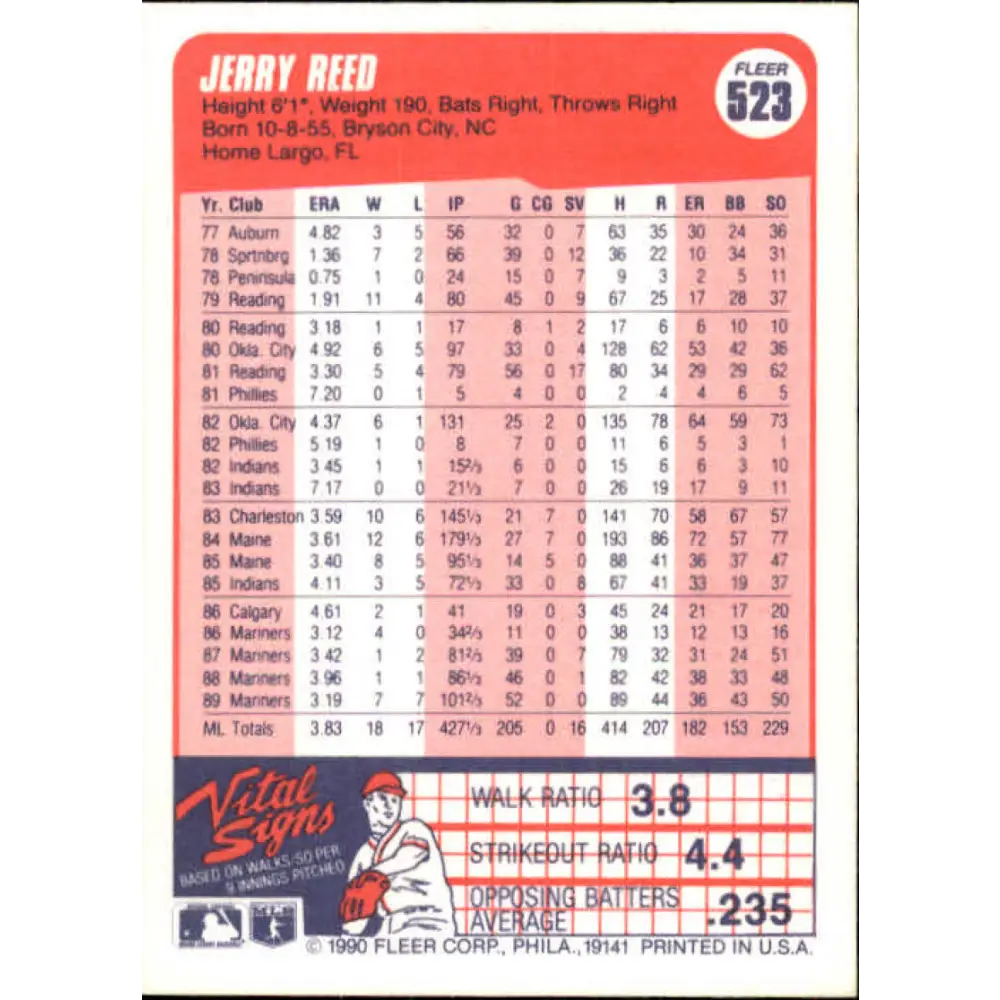 JERRY REED
FLEER
523
Height 6'1", Weight 190, Bats Right, Throws Right
Born 10-8-55, Bryson City, NC
Home Largo, FL
Yr. Club ERA W L IP G CG SV H R ER BB SO
77 Auburn 4.82 3 5 56 32 0 7 63 35 30 24 36
78 Sprtnbrg 1.36 7 2 66 39 0 12 36 22 10 34 31
78 Peninsula 0.75 1 0 24 15 0 7 9 3 2 5 11
79 Reading 1.91 11 4 80 45 0 9 67 25 17 28 37
80 Reading 3.18 1 1 17 8 1 2 17 6 6 10 10
80 Okla. City 4.92 6 5 97 33 0 4 128 62 53 42 36
81 Reading 3.30 5 4 79 56 0 17 80 34 29 29 62
81 Phillies 7.20 0 1 5 4 0 0 2 4 4 6 5
82 Okla. City 4.37 6 1 131 25 2 0 135 78 64 59 73
82 Phillies 5.19 1 0 8 7 0 0 11 6 5 3 1
82 Indians 3.45 1 1 15⅔ 6 0 0 15 6 6 3 10
83 Indians 7.17 0 0 21⅓ 7 0 0 26 19 17 9 11
83 Charleston 3.59 10 6 145⅓ 21 7 0 141 70 58 67 57
84 Maine 3.61 12 6 179⅓ 27 7 0 193 86 72 57 77
85 Maine 3.40 8 5 95⅓ 14 5 0 88 41 36 37 47
85 Indians 4.11 3 5 72⅓ 33 0 8 67 41 33 19 37
86 Calgary 4.61 2 1 41 19 0 3 45 24 21 17 20
86 Mariners 3.12 4 0 34⅔ 11 0 0 38 13 12 13 16
87 Mariners 3.42 1 2 81⅔ 39 0 7 79 32 31 24 51
88 Mariners 3.96 1 1 86⅓ 46 0 1 82 42 38 33 48
89 Mariners 3.19 7 7 101⅔ 52 0 0 89 44 36 43 50
ML Totals 3.83 18 17 427⅓ 205 0 16 414 207 182 153 229
Vital
Signs
BASED ON WALKS/SO PER
9 INNINGS PITCHED
WALK RATIO 3.8
STRIKEOUT RATIO 4.4
OPPOSING BATTERS
AVERAGE .235
© 1990 FLEER CORP., PHILA., 19141 PRINTED IN U.S.A.